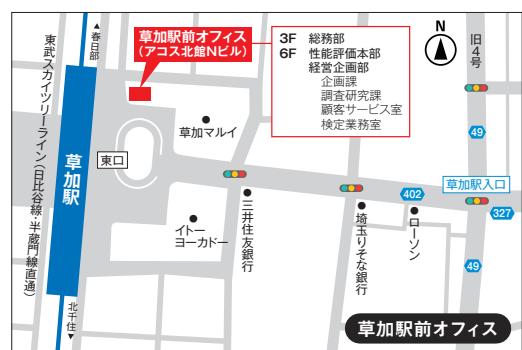 ▲春日部
東武スカイツリーライン(日比谷線・半蔵門線直通)
草加駅
北千住▼
東口
草加駅前オフィス
(アコス北館Nビル)
3F 総務部
6F 性能評価本部
経営企画部
企画課
調査研究課
顧客サービス室
検定業務室
N
旧4号
49
草加マルイ
イトー
ヨーカドー
三井住友銀行
埼玉りそな銀行
402
ローソン
草加駅入口
327
49
草加駅前オフィス